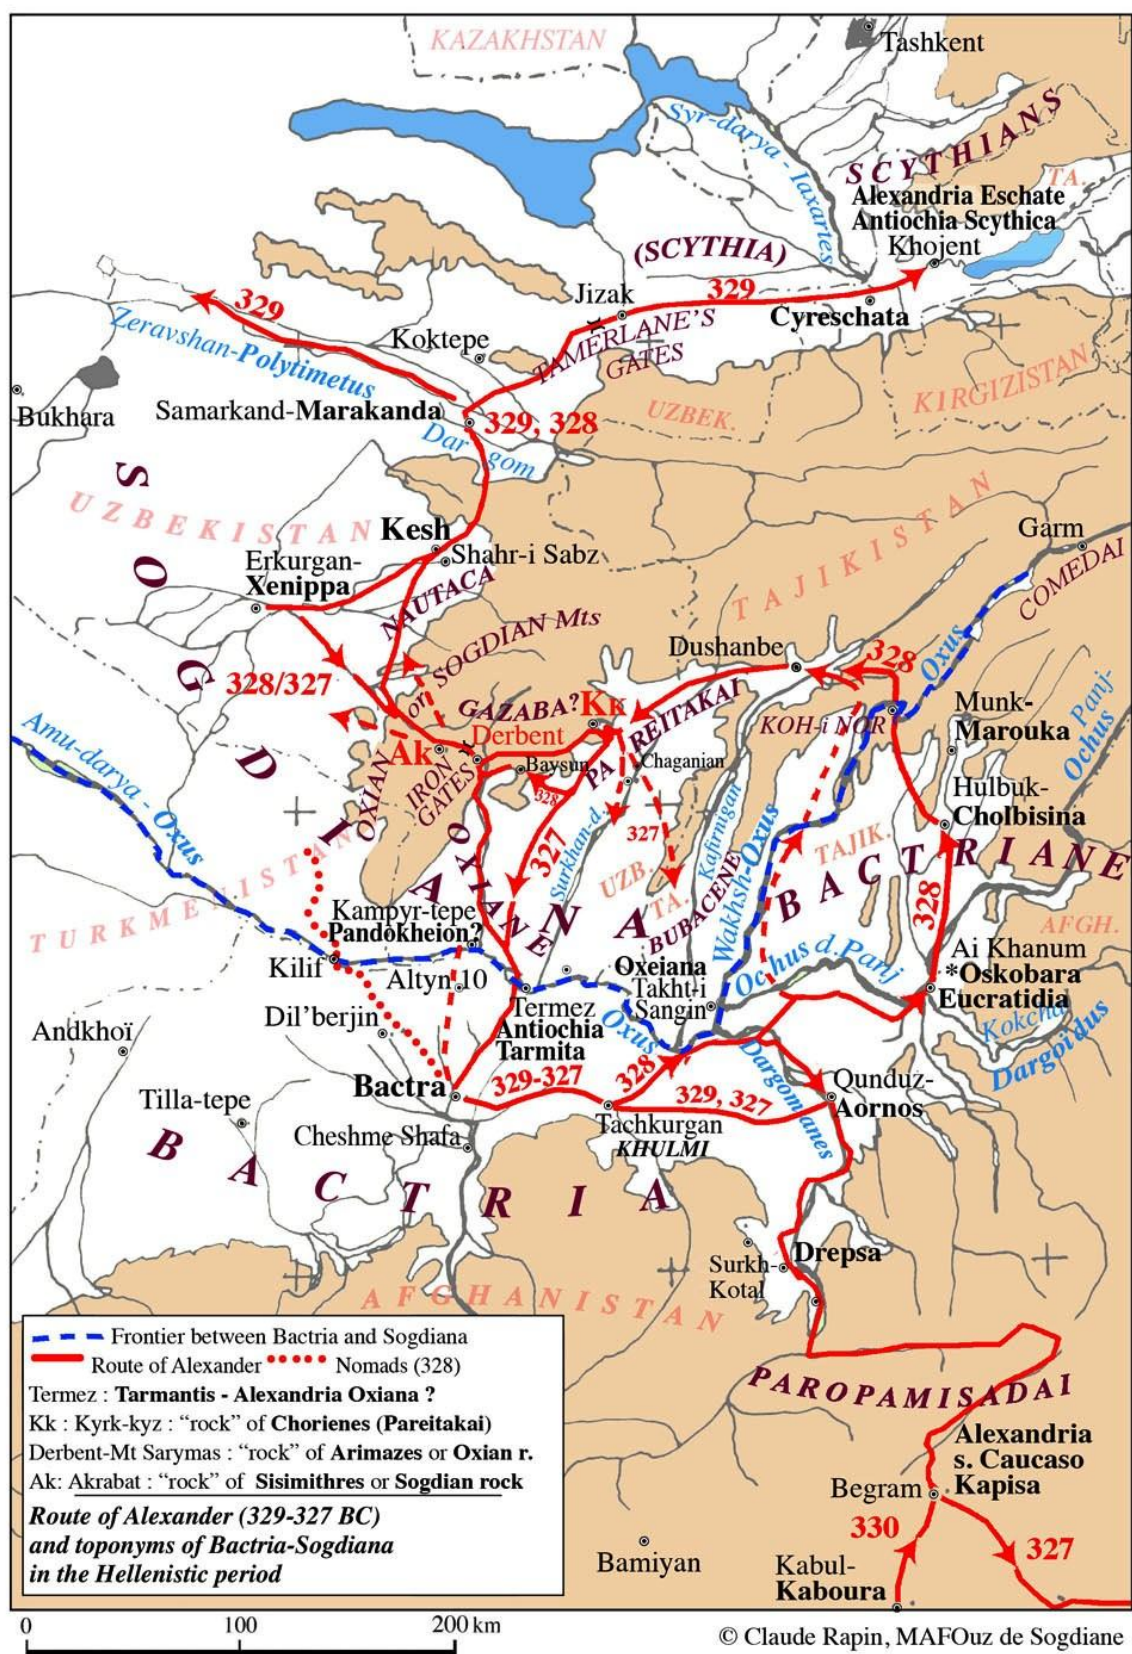 KAZAKHSTAN
Tashkent
Syr-darya - Iaxartes
SCYTHIANS
TA.
Alexandria Eschate
Antiochia Scythica
Khojent
(SCYTHIA)
329
Jizak
329
Cyreschata
Zeravshan-Polytimetus
Koktepe
TAMERLANE'S
GATES
KIRGIZISTAN
Bukhara
Samarkand-Marakanda
329, 328
UZBEK.
Dargom
SOGDIANA
UZBEKISTAN
Kesh
Shahr-i Sabz
Erkurgan-
Xenippa
NAUTACA
TAJIKISTAN
Garm
COMEDAI
SOGDIAN Mts
or
Dushanbe
328
Oxus
328/327
GAZABA?
Kk
PAREITAKAI
KOH-i NOR
Munk-
Marouka
Panj-
Ochus
Amu-darya - Oxus
Ak
Derbent
Baysun
Chaganian
OXIAN
IRON
GATES
328
Hulbuk-
Cholbisina
327
327
Surkhan-d.
Kafirnigan
Wakhsh-Oxus
TAJIK.
BACTRIANE
TURKMENISTAN
OXIANE
UZB.
TA.
BUBACENE
328
AFGH.
Kampyr-tepe
Pandokheion?
Kilif
Altyn 10
Oxeiana
Takht-i
Sangin
Ochus d.Panj
Ai Khanum
*Oskobara
Eucratidia
Kokcha
Dargoidus
Termez
Antiochia
Tarmita
Oxus
Dil'berjin
Andkhoï
Bactra
329-327
328
329, 327
Dargomanes
Qunduz-
Aornos
Tilla-tepe
Cheshme Shafa
Tachkurgan
KHULMI
BACTRIA
Surkh-
Kotal
Drepsa
AFGHANISTAN
PAROPAMISADAI
Alexandria
s. Caucaso
Kapisa
Begram
330
327
Bamiyan
Kabul-
Kaboura
Frontier between Bactria and Sogdiana
Route of Alexander Nomads (328)
Termez : Tarmantis - Alexandria Oxiana ?
Kk : Kyrk-kyz : “rock” of Chorienes (Pareitakai)
Derbent-Mt Sarymas : “rock” of Arimazes or Oxian r.
Ak: Akrabat : “rock” of Sisimithres or Sogdian rock
Route of Alexander (329-327 BC)
and toponyms of Bactria-Sogdiana
in the Hellenistic period
0 100 200 km
© Claude Rapin, MAFOuz de Sogdiane